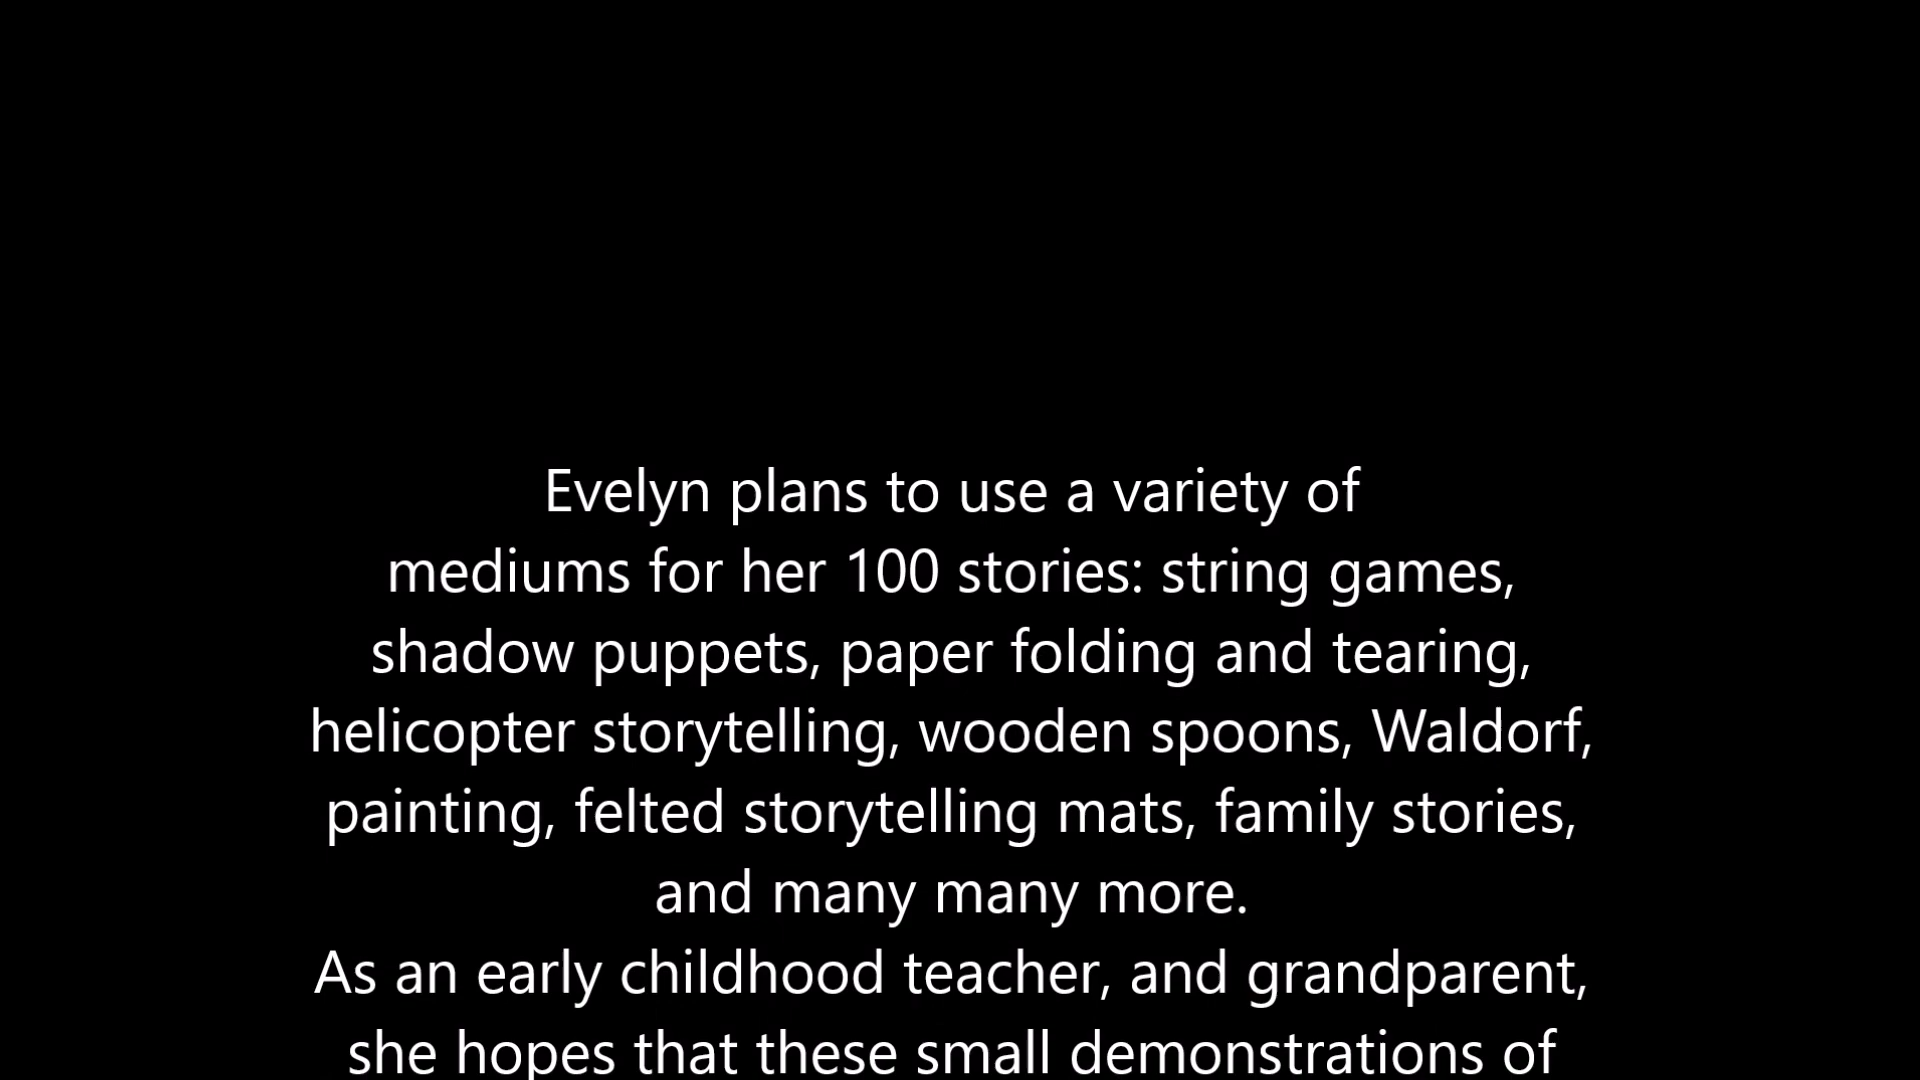 Evelyn plans to use a variety of
mediums for her 100 stories: string games,
shadow puppets, paper folding and tearing,
helicopter storytelling, wooden spoons, Waldorf,
painting, felted storytelling mats, family stories,
and many many more.
As an early childhood teacher, and grandparent,
she hopes that these small demonstrations of